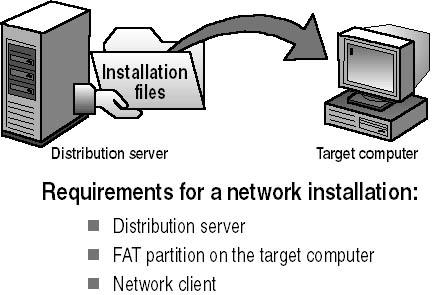 Installation
files
Distribution server
Target computer
Requirements for a network installation:
Distribution server
FAT partition on the target computer
Network client